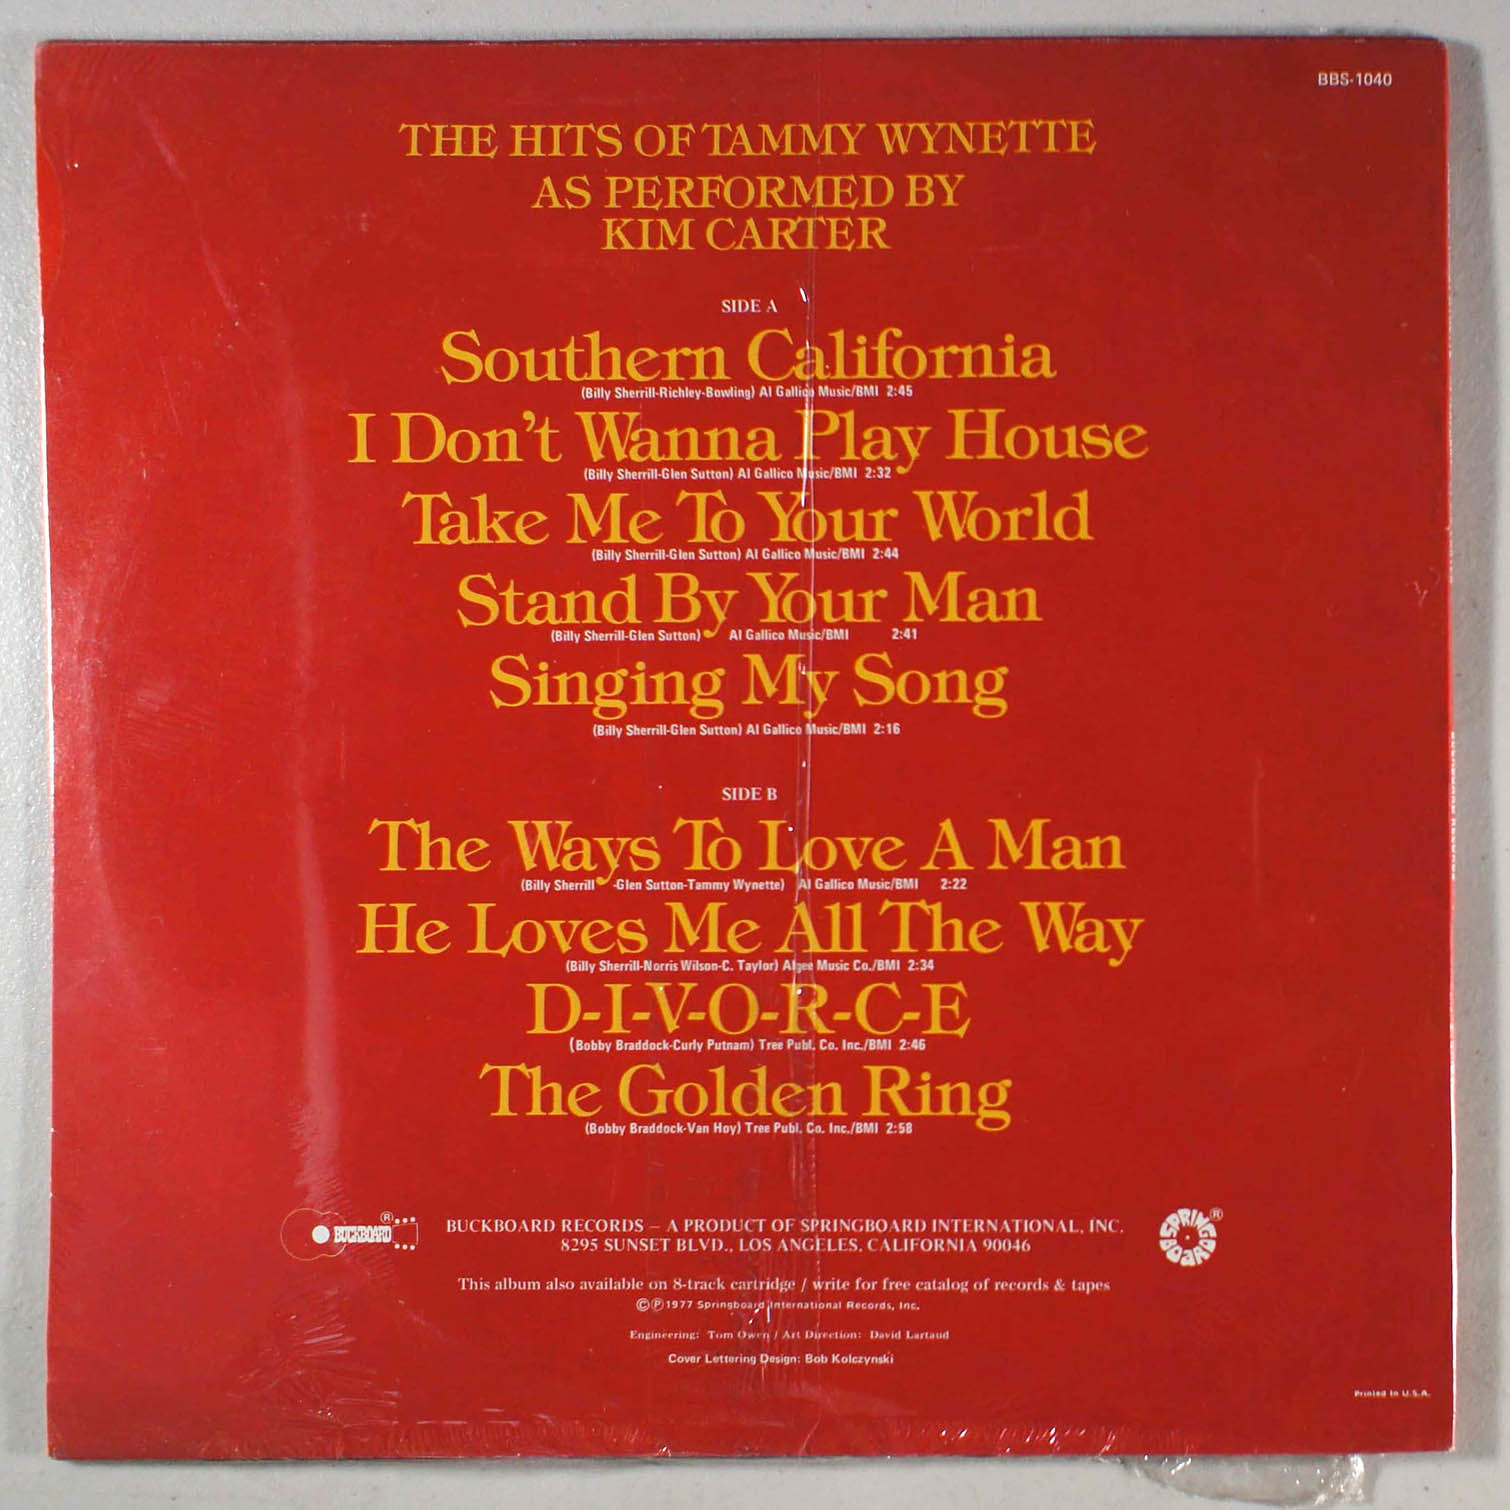 BBS-1040
THE HITS OF TAMMY WYNETTE
AS PERFORMED BY
KIM CARTER
SIDE A
Southern California
(Billy Sherrill-Richley-Bowling) Al Gallico Music/BMI 2:45
I Don't Wanna Play House
(Billy Sherrill-Glen Sutton) Al Gallico Music/BMI 2:32
Take Me To Your World
(Billy Sherrill-Glen Sutton) Al Gallico Music/BMI 2:44
Stand By Your Man
(Billy Sherrill-Glen Sutton) Al Gallico Music/BMI 2:41
Singing My Song
(Billy Sherrill-Glen Sutton) Al Gallico Music/BMI 2:16
SIDE B
The Ways To Love A Man
(Billy Sherrill -Glen Sutton-Tammy Wynette) Al Gallico Music/BMI 2:22
He Loves Me All The Way
(Billy Sherrill-Norris Wilson-C. Taylor) Algee Music Co./BMI 2:34
D-I-V-O-R-C-E
(Bobby Braddock-Curly Putnam) Tree Publ. Co. Inc./BMI 2:46
The Golden Ring
(Bobby Braddock-Van Hoy) Tree Publ. Co. Inc./BMI 2:58
BUCKBOARD ®
BUCKBOARD RECORDS – A PRODUCT OF SPRINGBOARD INTERNATIONAL, INC.
8295 SUNSET BLVD., LOS ANGELES, CALIFORNIA 90046
SPRING BOARD ®
This album also available on 8-track cartridge / write for free catalog of records & tapes
©℗1977 Springboard International Records, Inc.
Engineering: Tom Owen / Art Direction: David Lartaud
Cover Lettering Design: Bob Kolczynski
Printed In U.S.A.